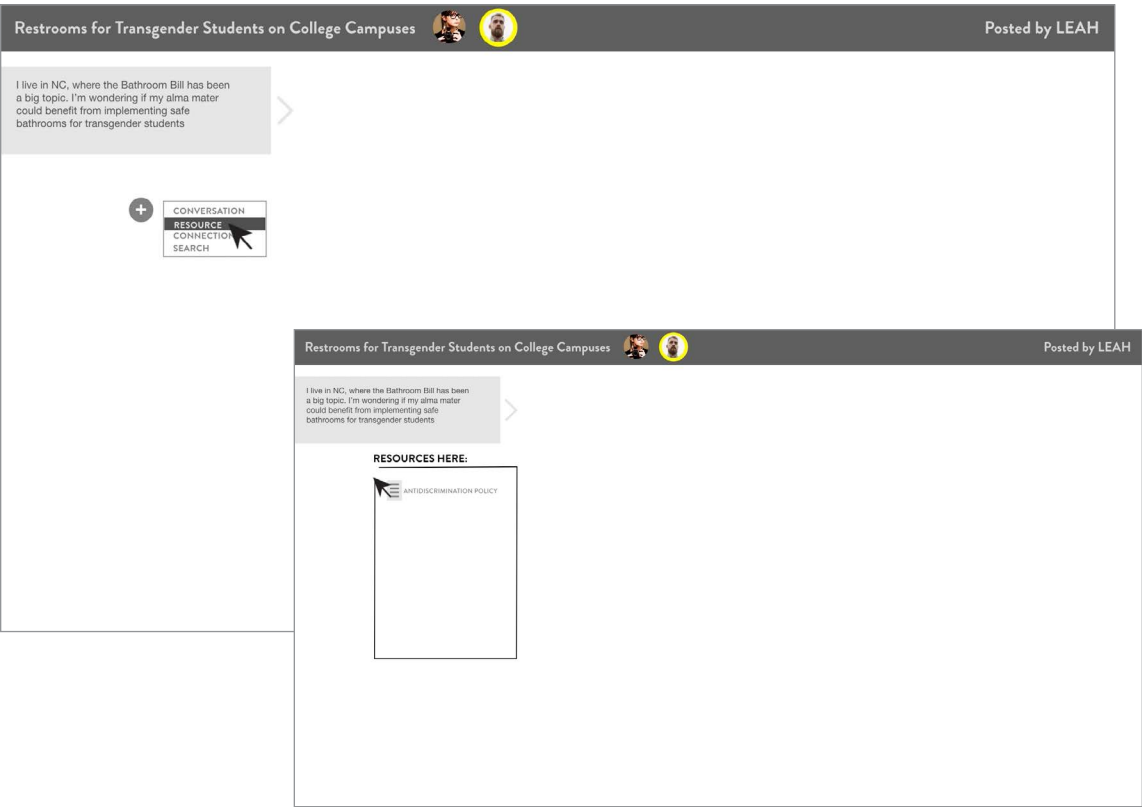 Restrooms for Transgender Students on College Campuses
Posted by LEAH
I live in NC, where the Bathroom Bill has been
a big topic. I'm wondering if my alma mater
could benefit from implementing safe
bathrooms for transgender students
CONVERSATION
RESOURCE
CONNECTION
SEARCH
Restrooms for Transgender Students on College Campuses
Posted by LEAH
I live in NC, where the Bathroom Bill has been
a big topic. I'm wondering if my alma mater
could benefit from implementing safe
bathrooms for transgender students
RESOURCES HERE:
ANTIDISCRIMINATION POLICY